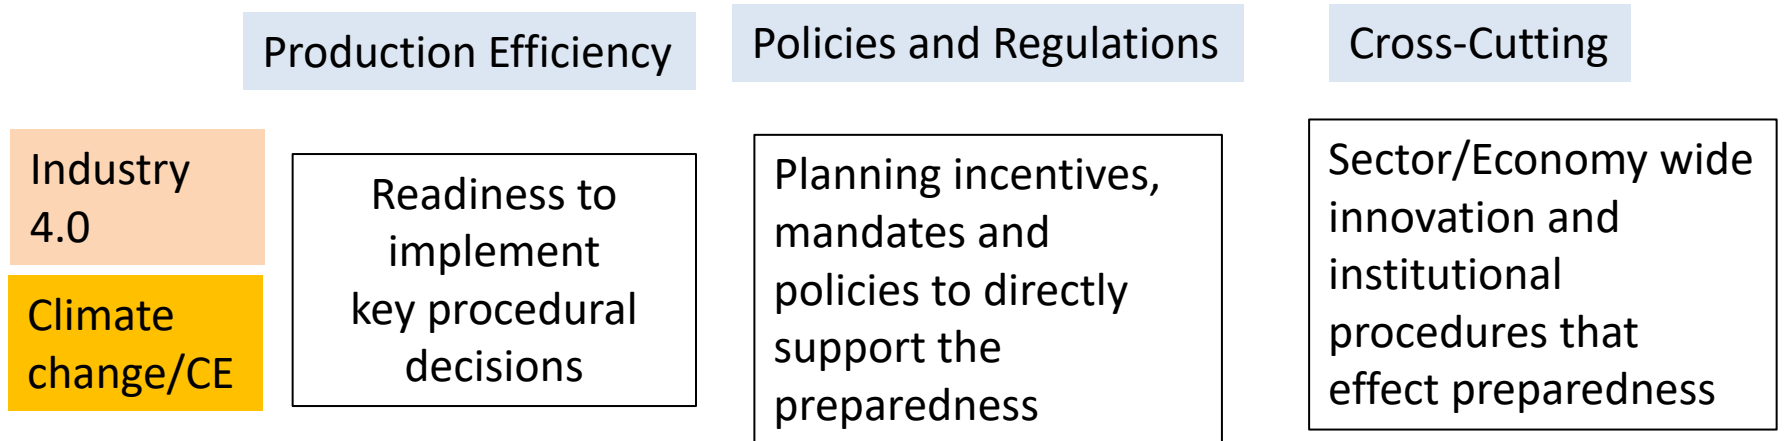 Production Efficiency
Policies and Regulations
Cross-Cutting
Industry
4.0
Climate
change/CE
Readiness to
implement
key procedural
decisions
Planning incentives,
mandates and
policies to directly
support the
preparedness
Sector/Economy wide
innovation and
institutional
procedures that
effect preparedness